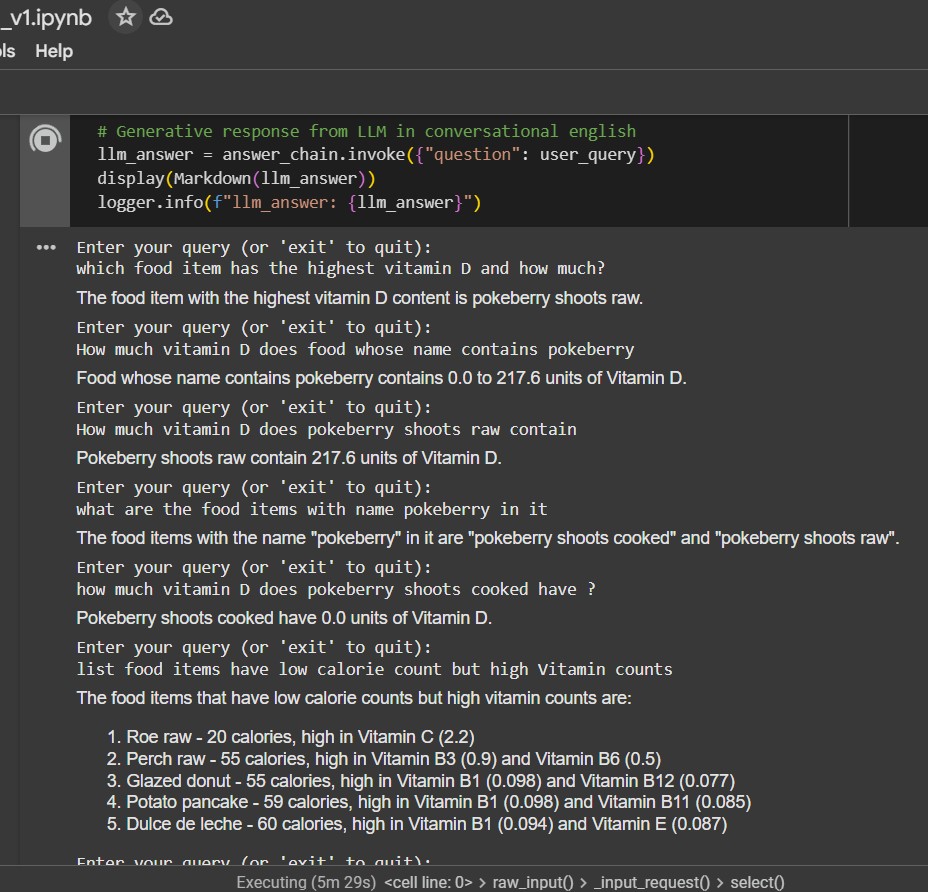 _v1.ipynb
ols Help
# Generative response from LLM in conversational english
llm_answer = answer_chain.invoke({"question": user_query})
display(Markdown(llm_answer))
logger.info(f"llm_answer: {llm_answer}")
Enter your query (or 'exit' to quit):
which food item has the highest vitamin D and how much?
The food item with the highest vitamin D content is pokeberry shoots raw.
Enter your query (or 'exit' to quit):
How much vitamin D does food whose name contains pokeberry
Food whose name contains pokeberry contains 0.0 to 217.6 units of Vitamin D.
Enter your query (or 'exit' to quit):
How much vitamin D does pokeberry shoots raw contain
Pokeberry shoots raw contain 217.6 units of Vitamin D.
Enter your query (or 'exit' to quit):
what are the food items with name pokeberry in it
The food items with the name "pokeberry" in it are "pokeberry shoots cooked" and "pokeberry shoots raw".
Enter your query (or 'exit' to quit):
how much vitamin D does pokeberry shoots cooked have ?
Pokeberry shoots cooked have 0.0 units of Vitamin D.
Enter your query (or 'exit' to quit):
list food items have low calorie count but high Vitamin counts
The food items that have low calorie counts but high vitamin counts are:
1. Roe raw - 20 calories, high in Vitamin C (2.2)
2. Perch raw - 55 calories, high in Vitamin B3 (0.9) and Vitamin B6 (0.5)
3. Glazed donut - 55 calories, high in Vitamin B1 (0.098) and Vitamin B12 (0.077)
4. Potato pancake - 59 calories, high in Vitamin B1 (0.098) and Vitamin B11 (0.085)
5. Dulce de leche - 60 calories, high in Vitamin B1 (0.094) and Vitamin E (0.087)
Enter your query (or 'exit' to quit):
Executing (5m 29s) <cell line: 0> > raw_input() > _input_request() > select()